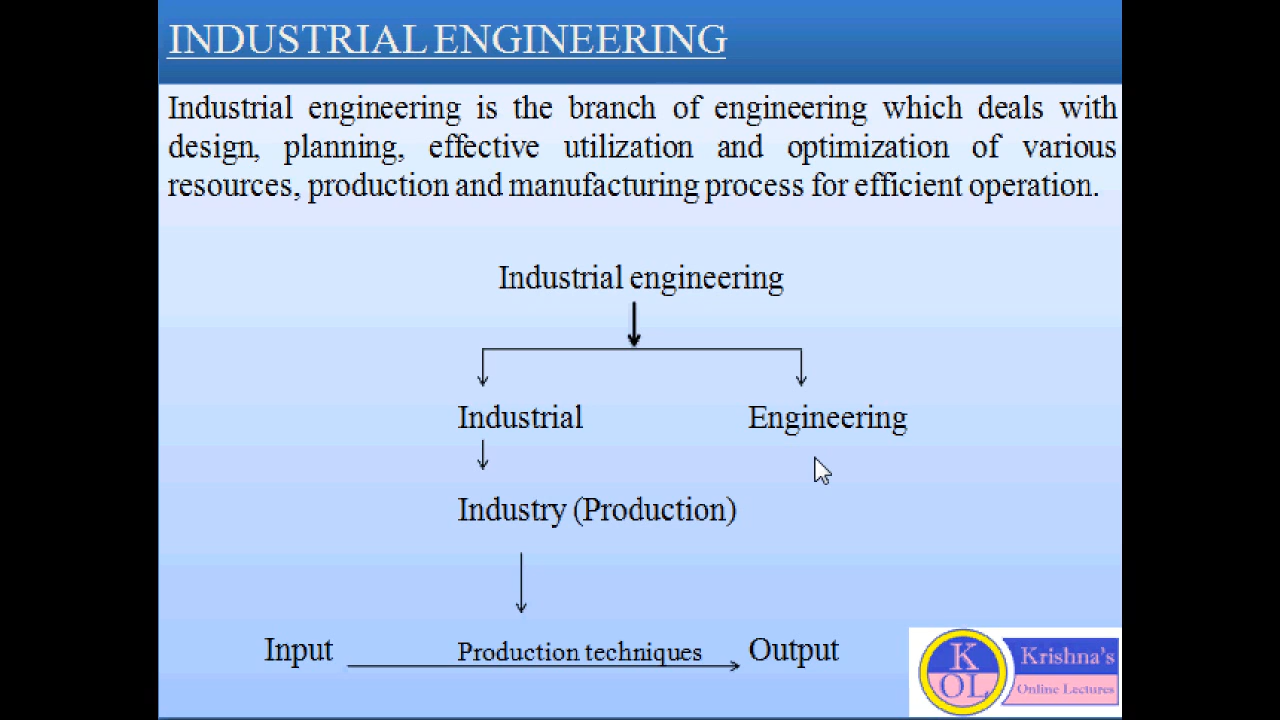 INDUSTRIAL ENGINEERING
Industrial engineering is the branch of engineering which deals with
design, planning, effective utilization and optimization of various
resources, production and manufacturing process for efficient operation.
Industrial engineering
Industrial
Engineering
Industry (Production)
Input
Production techniques
Output
K
OL
Krishna's
Online Lectures